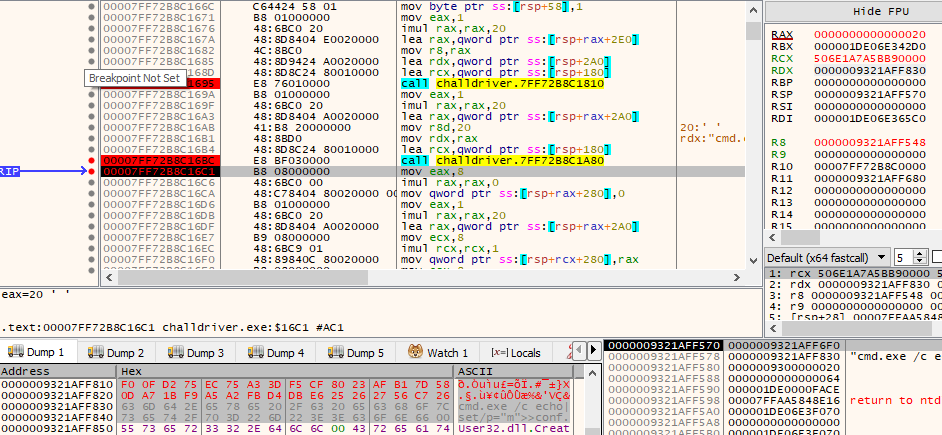 00007FF72B8C166C C64424 58 01 mov byte ptr ss:[rsp+58],1
00007FF72B8C1671 B8 01000000 mov eax,1
00007FF72B8C1676 48:6BC0 20 imul rax,rax,20
00007FF72B8C167A 48:8D8404 E0020000 lea rax,qword ptr ss:[rsp+rax+2E0]
00007FF72B8C1682 4C:8BC0 mov r8,rax
48:8D9424 A0020000 lea rdx,qword ptr ss:[rsp+2A0]
168D 48:8D8C24 80010000 lea rcx,qword ptr ss:[rsp+180]
Breakpoint Not Set
1695 E8 76010000 call challdriver.7FF72B8C1810
00007FF72B8C169A B8 01000000 mov eax,1
00007FF72B8C169F 48:6BC0 20 imul rax,rax,20
00007FF72B8C16A3 48:8D8404 A0020000 lea rax,qword ptr ss:[rsp+rax+2A0]
00007FF72B8C16AB 41:B8 20000000 mov r8d,20 20:' '
00007FF72B8C16B1 48:8BD0 mov rdx,rax rdx:"cmd.e
00007FF72B8C16B4 48:8D8C24 80010000 lea rcx,qword ptr ss:[rsp+180]
00007FF72B8C16BC E8 BF030000 call challdriver.7FF72B8C1A80
RIP 00007FF72B8C16C1 B8 08000000 mov eax,8
00007FF72B8C16C6 48:6BC0 00 imul rax,rax,0
00007FF72B8C16CA 48:C78404 80020000 00 mov qword ptr ss:[rsp+rax+280],0
00007FF72B8C16D6 B8 01000000 mov eax,1
00007FF72B8C16DB 48:6BC0 20 imul rax,rax,20
00007FF72B8C16DF 48:8D8404 A0020000 lea rax,qword ptr ss:[rsp+rax+2A0]
00007FF72B8C16E7 B9 08000000 mov ecx,8
00007FF72B8C16EC 48:6BC9 01 imul rcx,rcx,1
00007FF72B8C16F0 48:89840C 80020000 mov qword ptr ss:[rsp+rcx+280],rax
Hide FPU
RAX 0000000000000020
RBX 000001DE06E342D0
RCX 506E1A7A5BB90000
RDX 0000009321AFF830
RBP 0000000000000000
RSP 0000009321AFF570
RSI 0000000000000000
RDI 000001DE06E365C0
R8 0000009321AFF548
R9 0000000000000000
R10 00007FF72B8C0000
R11 0000009321AFF680
R12 0000000000000000
R13 0000000000000000
R14 0000000000000000
R15 0000000000000000
Default (x64 fastcall) 5
1: rcx 506E1A7A5BB90000 5
2: rdx 0000009321AFF830 0
3: r8 0000009321AFF548 00
4: r9 0000000000000000 00
5: [rsp+28] 00007FFAA5848E
eax=20 ' '
.text:00007FF72B8C16C1 challdriver.exe:$16C1 #AC1
Dump 1 Dump 2 Dump 3 Dump 4 Dump 5 Watch 1 [x=] Locals
Address Hex ASCII
0000009321AFF810 F0 0F D2 75 EC 75 A3 3D F5 CF 80 23 AF B1 7D 58 ð.Òuìu£=õÏ.#¯±}X
0000009321AFF820 0D A7 1B F9 A5 A2 FB D4 DB E6 25 26 27 56 C7 26 .§.ù¥¢ûÔÛæ%&'VÇ&
0000009321AFF830 63 6D 64 2E 65 78 65 20 2F 63 20 65 63 68 6F 7C cmd.exe /c echo|
0000009321AFF840 73 65 74 2F 70 3D 22 6D 22 3E 3E 63 6F 6E 66 00 set/p="m">>conf.
0000009321AFF850 55 73 65 72 33 32 2E 64 6C 6C 00 43 72 65 61 74 User32.dll.Creat
0000009321AFF570 0000009321AFF6F0
0000009321AFF578 0000009321AFF830 "cmd.exe /c e
0000009321AFF580 0000009300000020
0000009321AFF588 0000000000000064
0000009321AFF590 000001DE0000FACE
0000009321AFF598 00007FFAA5848E16 return to ntd
0000009321AFF5A0 000001DE06E3F070